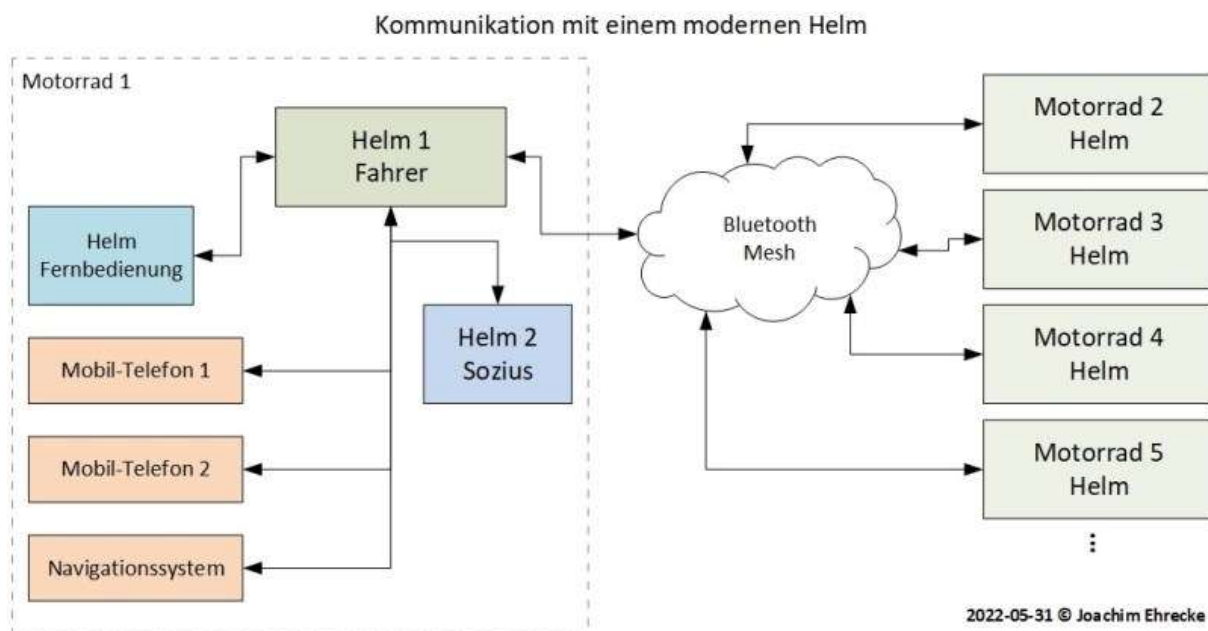 Kommunikation mit einem modernen Helm
Motorrad 1
Helm 1
Fahrer
Helm
Fernbedienung
Helm 2
Sozius
Mobil-Telefon 1
Mobil-Telefon 2
Navigationssystem
Bluetooth
Mesh
Motorrad 2
Helm
Motorrad 3
Helm
Motorrad 4
Helm
Motorrad 5
Helm
...
2022-05-31 © Joachim Ehrecke